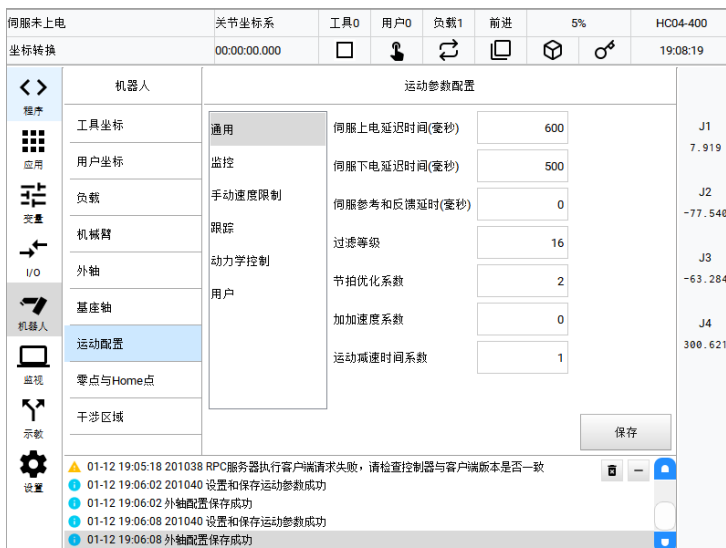 伺服未上电 关节坐标系 工具0 用户0 负载1 前进 5% HC04-400
坐标转换 00:00:00.000 19:08:19
程序
应用
变量
I/O
机器人
监视
示教
设置
机器人
工具坐标
用户坐标
负载
机械臂
外轴
基座轴
运动配置
零点与Home点
干涉区域
运动参数配置
通用
监控
手动速度限制
跟踪
动力学控制
用户
伺服上电延迟时间(毫秒) 600
伺服下电延迟时间(毫秒) 500
伺服参考和反馈延时(毫秒) 0
过滤等级 16
节拍优化系数 2
加加速度系数 0
运动减速时间系数 1
保存
J1
7.919
J2
-77.540
J3
-63.284
J4
300.621
01-12 19:05:18 201038 RPC服务器执行客户端请求失败，请检查控制器与客户端版本是否一致
01-12 19:06:02 201040 设置和保存运动参数成功
01-12 19:06:02 外轴配置保存成功
01-12 19:06:08 201040 设置和保存运动参数成功
01-12 19:06:08 外轴配置保存成功